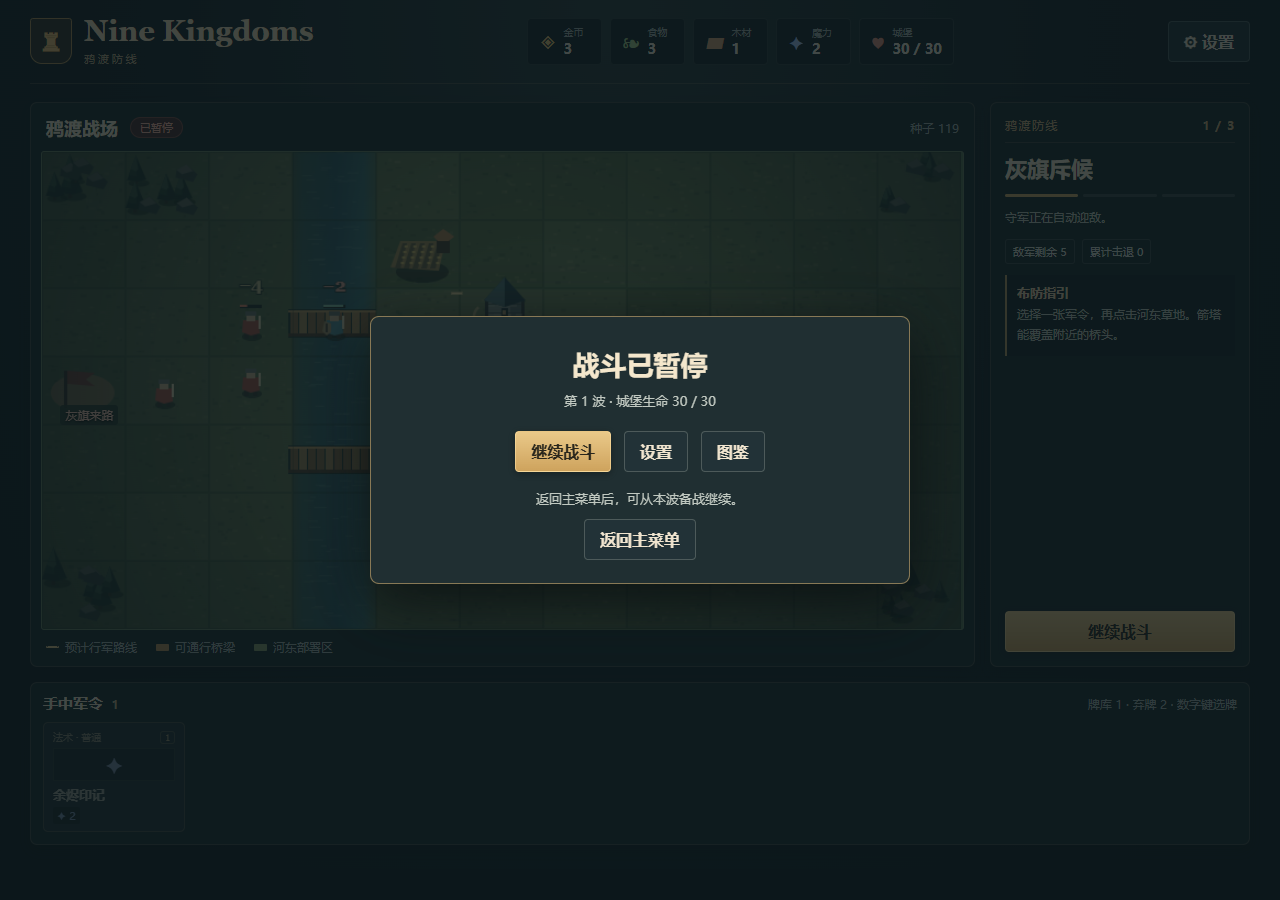 Nine Kingdoms
鸦渡防线
金币
3
食物
3
木材
1
魔力
2
城堡
30 / 30
⚙ 设置
鸦渡战场 已暂停 种子 119
−4
−2
灰旗来路
预计行军路线 可通行桥梁 河东部署区
鸦渡防线 1 / 3
灰旗斥候
守军正在自动迎敌。
敌军剩余 5 累计击退 0
布防指引
选择一张军令，再点击河东草地。箭塔
能覆盖附近的桥头。
继续战斗
战斗已暂停
第 1 波 · 城堡生命 30 / 30
继续战斗 设置 图鉴
返回主菜单后，可从本波备战继续。
返回主菜单
手中军令 1 牌库 1 · 弃牌 2 · 数字键选牌
法术 · 普通 1
余烬印记
✦ 2